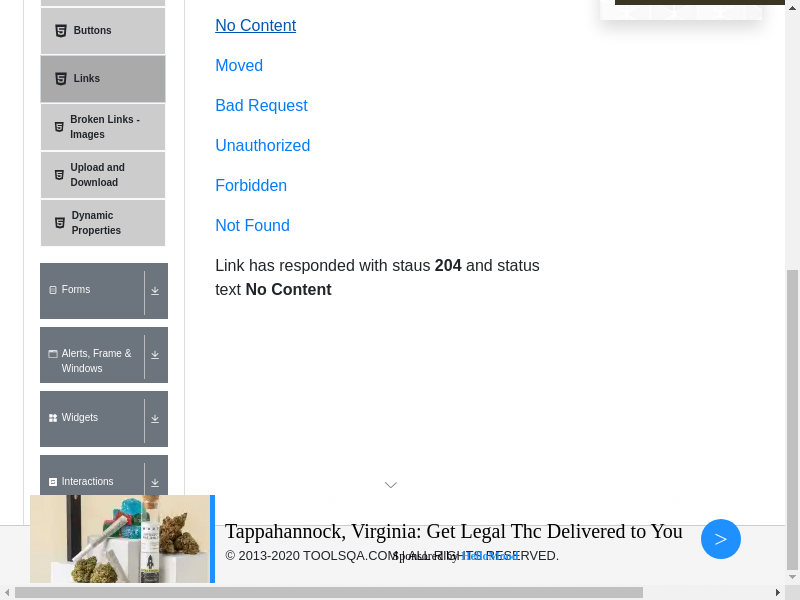 Buttons
Links
Broken Links -
Images
Upload and
Download
Dynamic
Properties
Forms
Alerts, Frame &
Windows
Widgets
Interactions
No Content
Moved
Bad Request
Unauthorized
Forbidden
Not Found
Link has responded with staus 204 and status
text No Content
Tappahannock, Virginia: Get Legal Thc Delivered to You
>
© 2013-2020 TOOLSQA.COM | ALL RIGHTS RESERVED.
Sponsored by